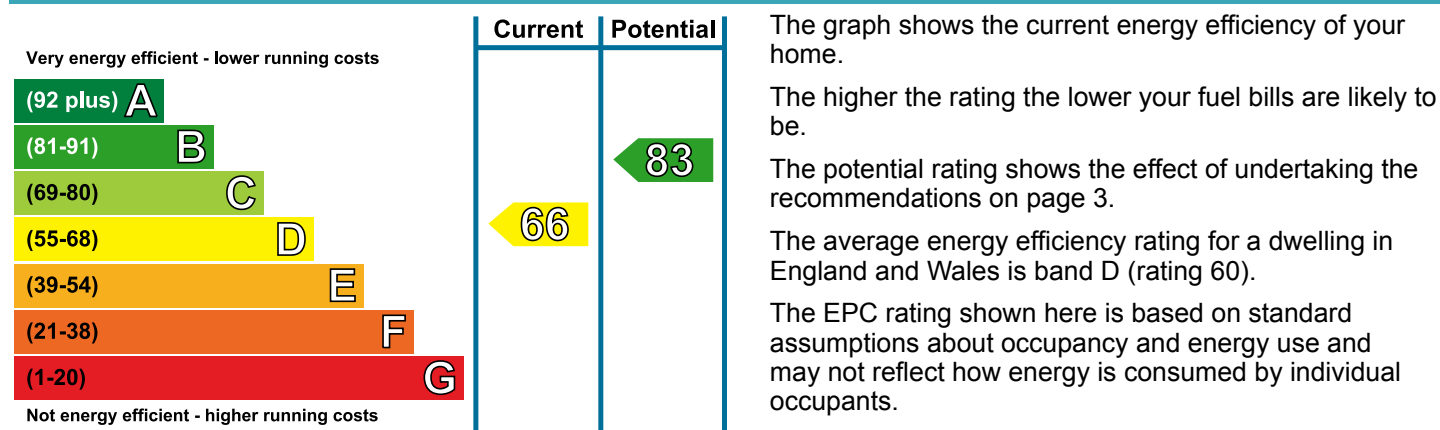 Current Potential
Very energy efficient - lower running costs
(92 plus) A
(81-91) B
83
(69-80) C
66
(55-68) D
(39-54) E
(21-38) F
(1-20) G
Not energy efficient - higher running costs
The graph shows the current energy efficiency of your
home.
The higher the rating the lower your fuel bills are likely to
be.
The potential rating shows the effect of undertaking the
recommendations on page 3.
The average energy efficiency rating for a dwelling in
England and Wales is band D (rating 60).
The EPC rating shown here is based on standard
assumptions about occupancy and energy use and
may not reflect how energy is consumed by individual
occupants.